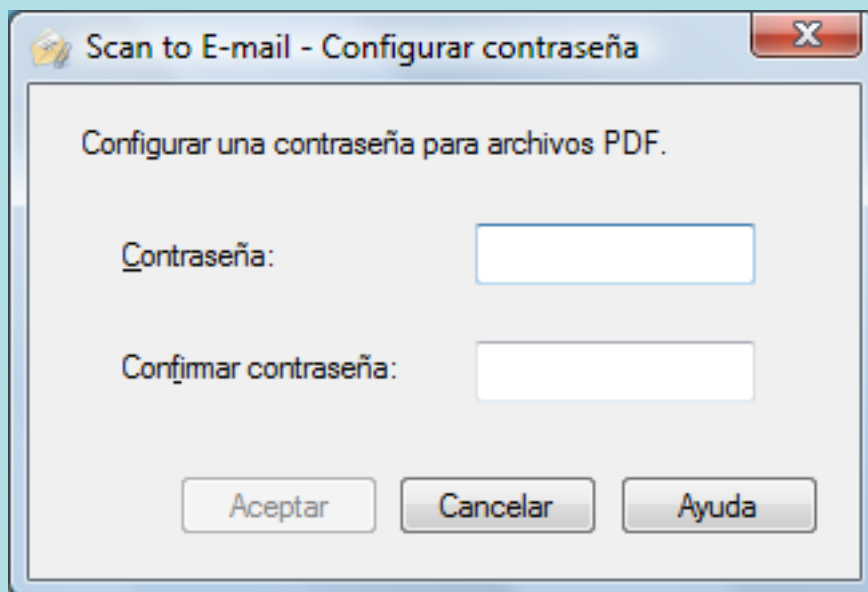 Scan to E-mail - Configurar contraseña
Configurar una contraseña para archivos PDF.
Contraseña:
Confirmar contraseña:
Aceptar Cancelar Ayuda